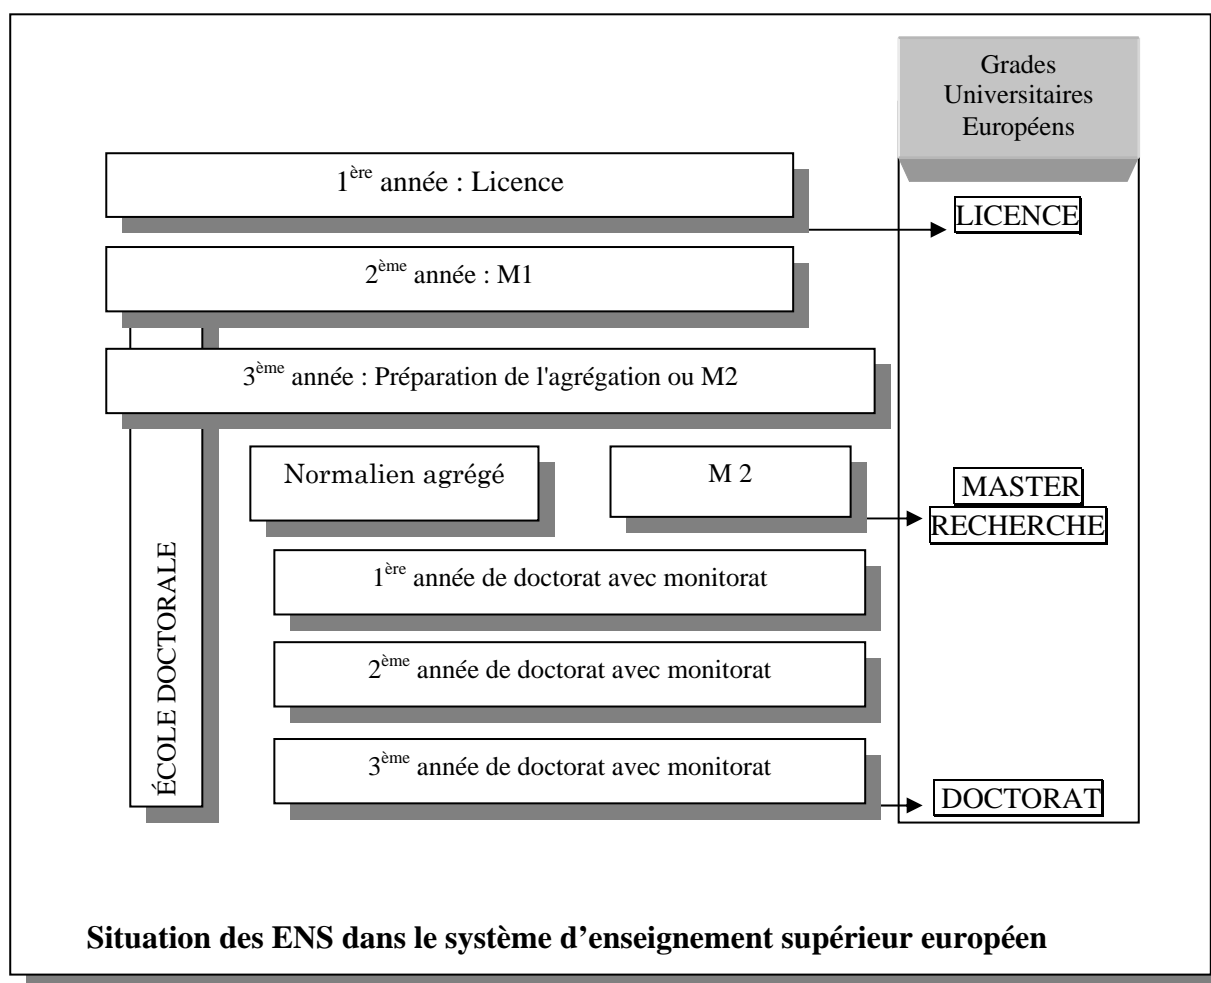 Grades
Universitaires
Européens
1ère année : Licence
LICENCE
2ème année : M1
3ème année : Préparation de l'agrégation ou M2
Normalien agrégé
M 2
MASTER
RECHERCHE
1ère année de doctorat avec monitorat
2ème année de doctorat avec monitorat
3ème année de doctorat avec monitorat
DOCTORAT
ÉCOLE DOCTORALE
Situation des ENS dans le système d’enseignement supérieur européen